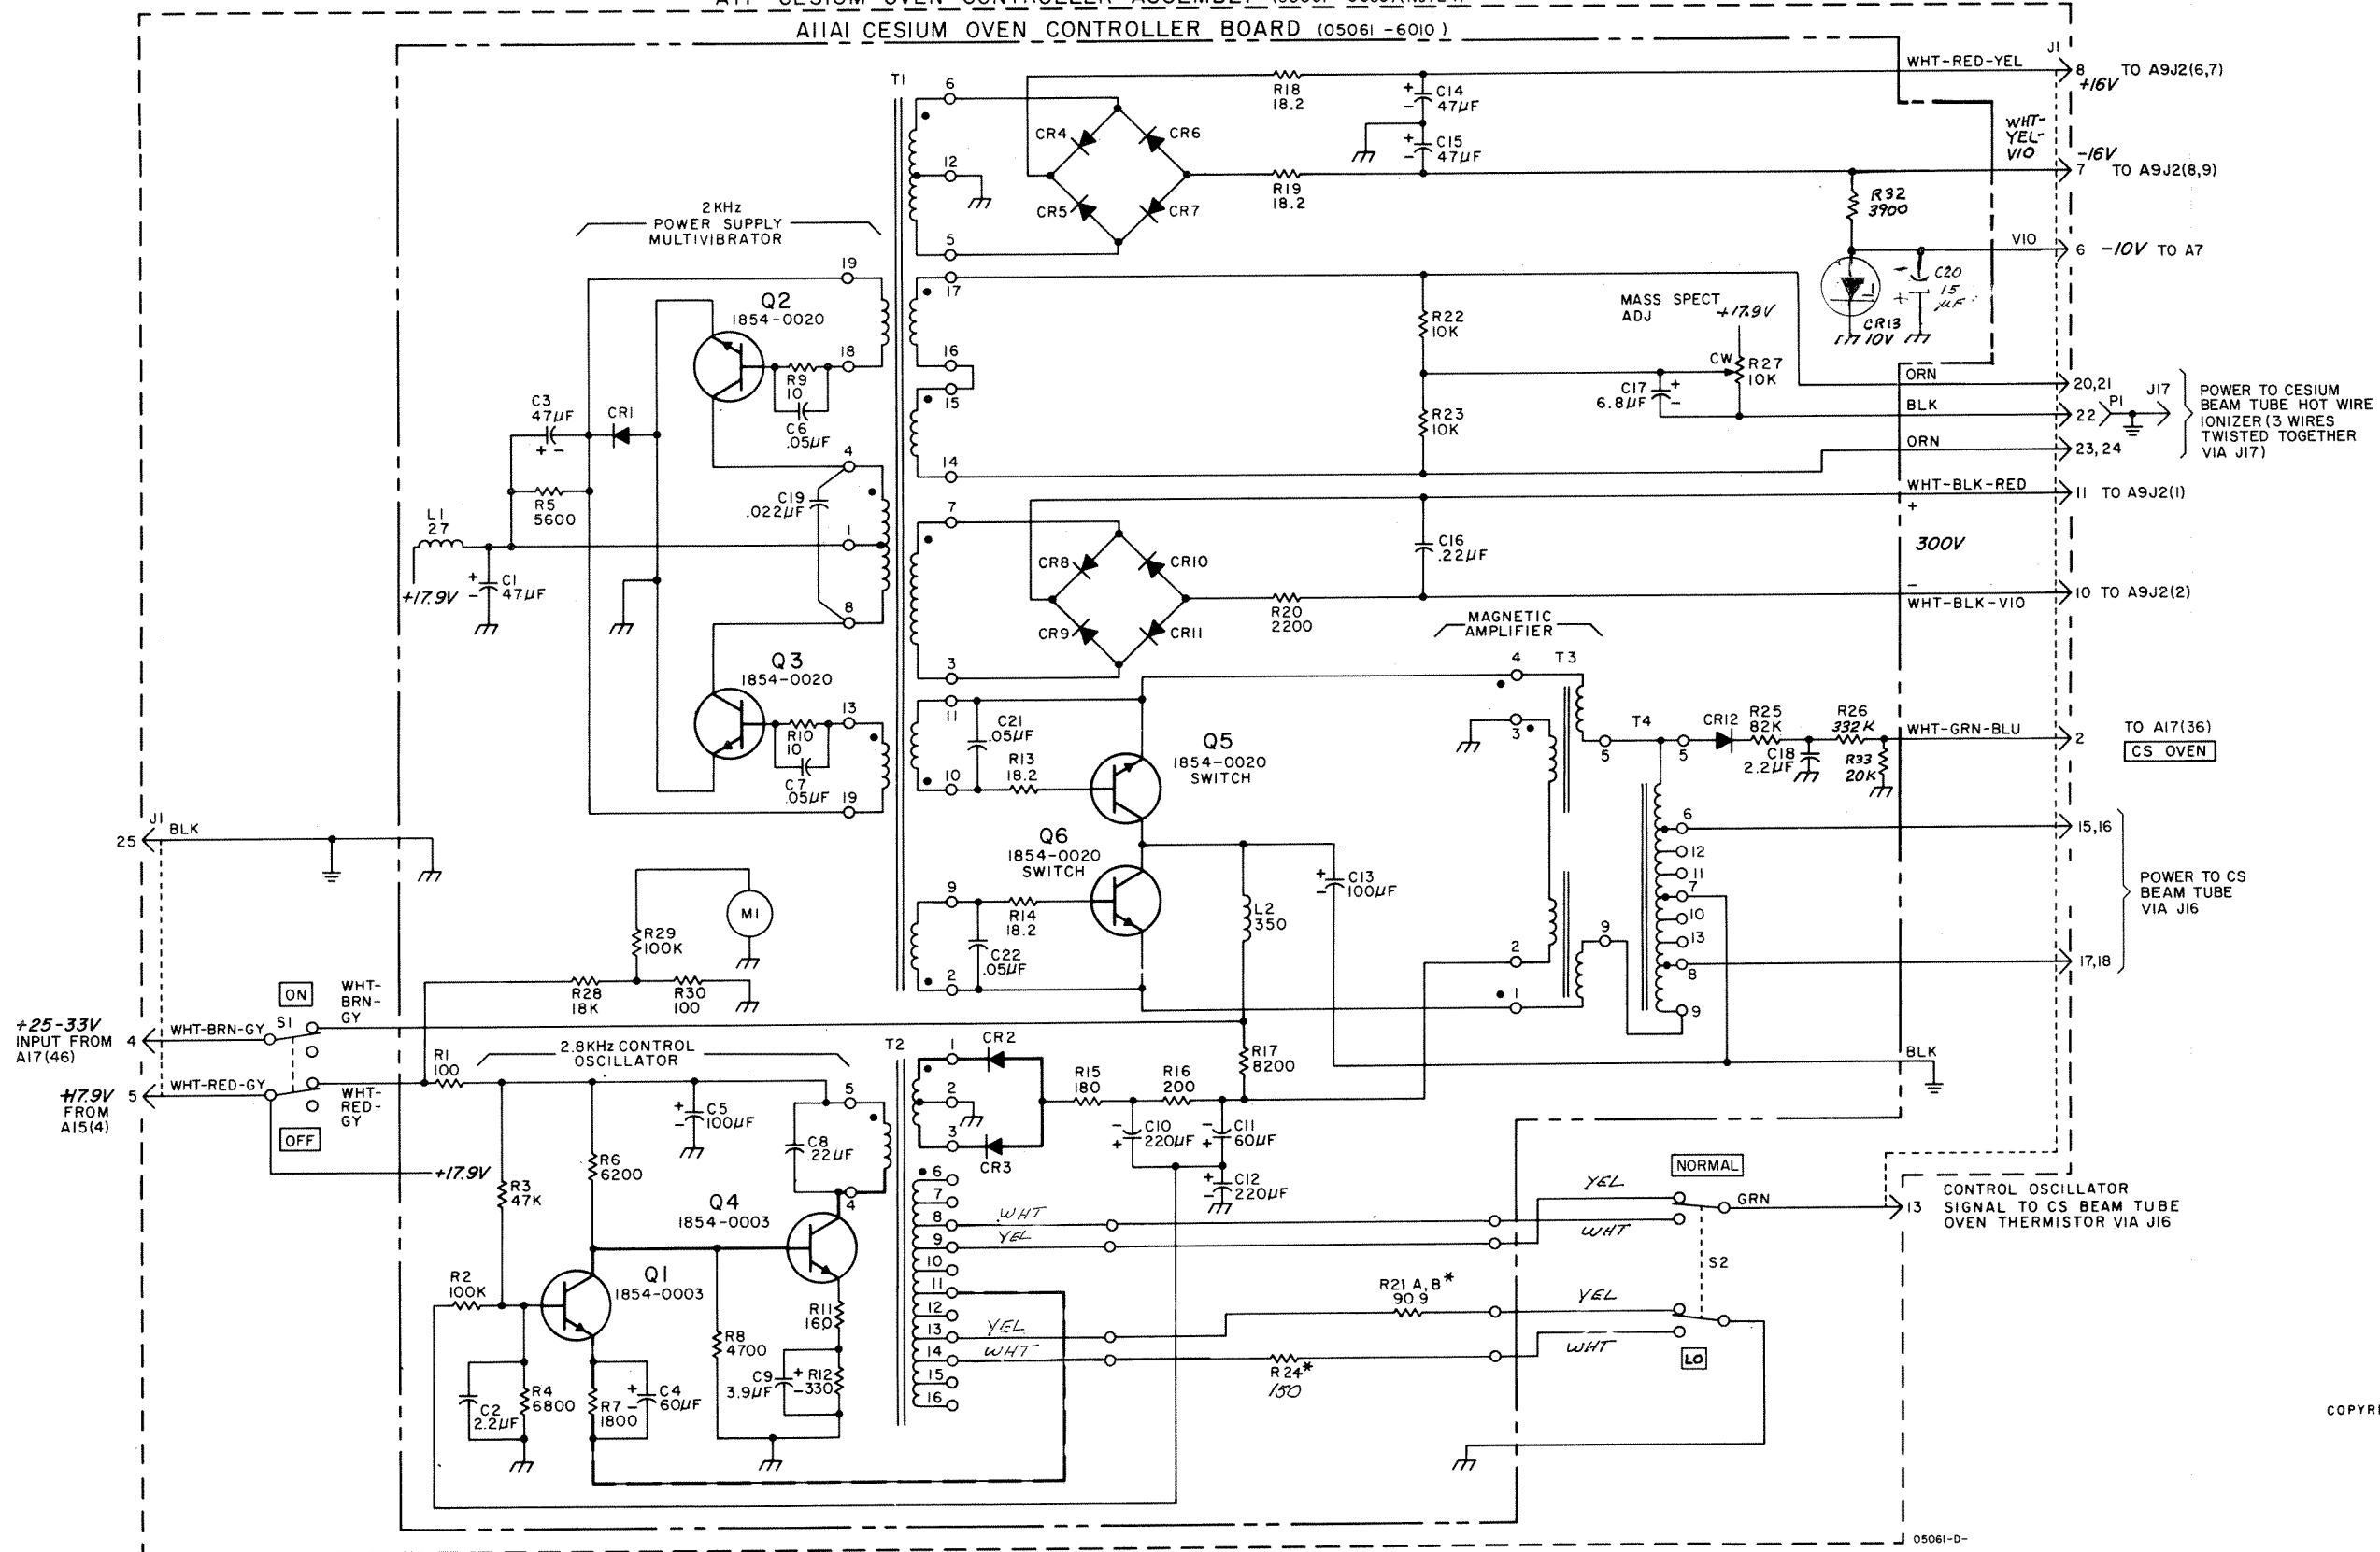 A11A1 CESIUM OVEN CONTROLLER BOARD (05061-6010)
T1
6
12
5
CR4
CR6
CR5
CR7
R18
18.2
R19
18.2
C14
47µF
C15
47µF
WHT-RED-YEL
J1
8
+16V
TO A9J2(6,7)
WHT-
YEL-
VIO
-16V
7
TO A9J2(8,9)
R32
3900
VIO
6
-10V TO A7
C20
15
µF
CR13
10V
2KHz
POWER SUPPLY
MULTIVIBRATOR
19
Q2
1854-0020
18
R9
10
C6
.05µF
C3
47µF
CR1
R5
5600
L1
27
+17.9V
C1
47µF
4
C19
.022µF
1
8
Q3
1854-0020
13
R10
10
C7
.05µF
19
17
16
15
14
R22
10K
R23
10K
MASS SPECT
ADJ
+17.9V
CW
R27
10K
C17
6.8µF
ORN
20,21
BLK
22
P1
J17
ORN
23,24
POWER TO CESIUM
BEAM TUBE HOT WIRE
IONIZER (3 WIRES
TWISTED TOGETHER
VIA J17)
7
CR8
CR10
CR9
CR11
3
R20
2200
C16
.22µF
WHT-BLK-RED
11 TO A9J2(1)
+
300V
-
WHT-BLK-VIO
10 TO A9J2(2)
11
C21
.05µF
10
R13
18.2
Q5
1854-0020
SWITCH
Q6
1854-0020
SWITCH
9
R14
18.2
C22
.05µF
2
L2
350
C13
100µF
MAGNETIC
AMPLIFIER
4
T3
3
5
2
1
9
T4
5
6
12
11
7
10
13
8
9
CR12
R25
82K
C18
2.2µF
R26
332K
R33
20K
WHT-GRN-BLU
2
TO A17(36)
CS OVEN
15,16
17,18
POWER TO CS
BEAM TUBE
VIA J16
BLK
J1
25
BLK
M1
R29
100K
R28
18K
R30
100
+25-33V
INPUT FROM
A17(46)
4
WHT-BRN-GY
S1
ON
WHT-
BRN-
GY
+17.9V
FROM
A15(4)
5
WHT-RED-GY
OFF
WHT-
RED-
GY
+17.9V
R1
100
2.8KHz CONTROL
OSCILLATOR
R6
6200
C5
100µF
R3
47K
C8
.22µF
5
4
Q4
1854-0003
R2
100K
Q1
1854-0003
R8
4700
R11
160
C9
3.9µF
R12
330
C2
2.2µF
R4
6800
R7
1800
C4
60µF
T2
1
2
3
CR2
CR3
6
7
8
9
10
11
12
13
14
15
16
R15
180
R16
200
R17
8200
C10
220µF
C11
60µF
C12
220µF
WHT
YEL
YEL
WHT
R21 A,B*
90.9
R24*
150
YEL
WHT
YEL
WHT
NORMAL
GRN
S2
LO
13
CONTROL OSCILLATOR
SIGNAL TO CS BEAM TUBE
OVEN THERMISTOR VIA J16
05061-D-